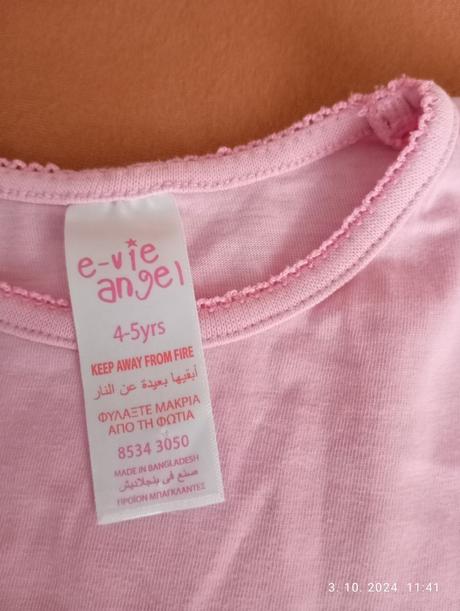 e-vie
angel
4-5yrs
KEEP AWAY FROM FIRE
أبقيها بعيدة عن النار
ΦΥΛΑΞΤΕ ΜΑΚΡΙΑ
ΑΠΟ ΤΗ ΦΩΤΙΑ
8534 3050
MADE IN BANGLADESH
صنع في بنجلاديش
ΠΡΟΪΟΝ ΜΠΑΓΚΛΑΝΤΕΣ
3. 10. 2024 11:41